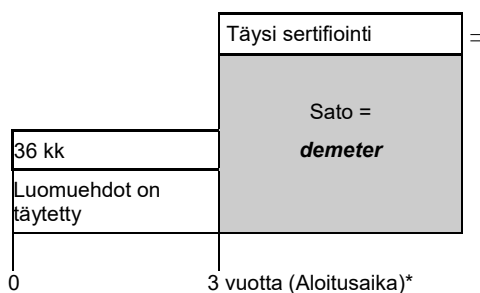 Täysi sertifiointi
=
Sato =
demeter
36 kk
Luomuehdot on
täytetty
0
3 vuotta (Aloitusaika)*